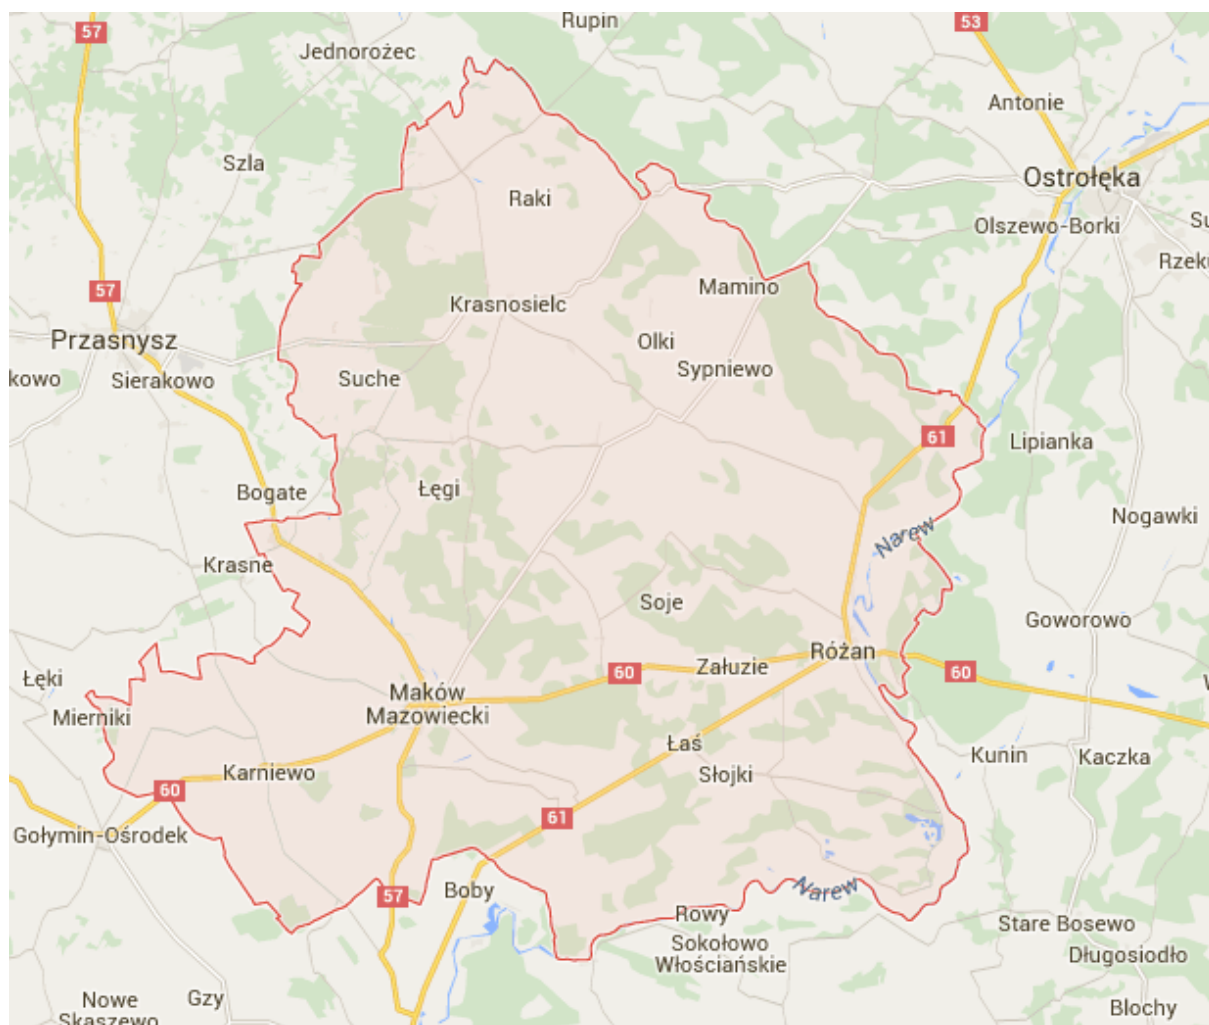 Rupin
57
53
Jednorożec
Antonie
Szla
Ostrołęka
Raki
Olszewo-Borki
Su
Rzeku
57
Mamino
Krasnosielc
Przasnysz
Olki
Sypniewo
kowo
Sierakowo
Suche
61
Lipianka
Łęgi
Bogate
Nogawki
Narew
Krasne
Soje
Goworowo
Różan
Załuzie
60
60
Łęki
W
Maków
Mazowiecki
Mierniki
Łaś
Kunin
Kaczka
Karniewo
Słojki
60
61
Gołymin-Ośrodek
Boby
57
Narew
Rowy
Stare Bosewo
Sokołowo
Włościańskie
Długosiodło
Nowe
Skaszewo
Gzy
Błochy